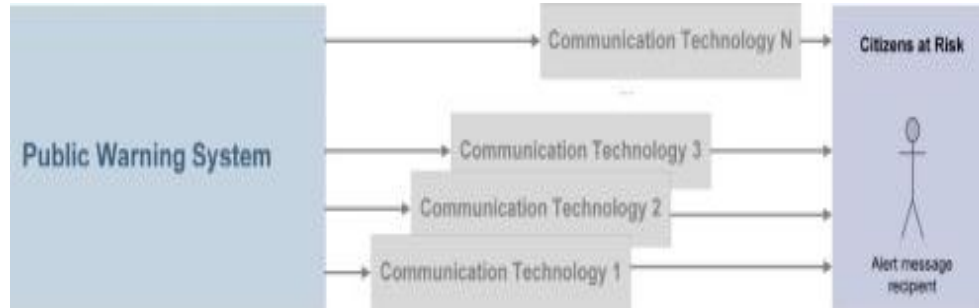 Communication Technology N
Citizens at Risk
...
Public Warning System
Communication Technology 3
Communication Technology 2
Communication Technology 1
Alert message
recipient